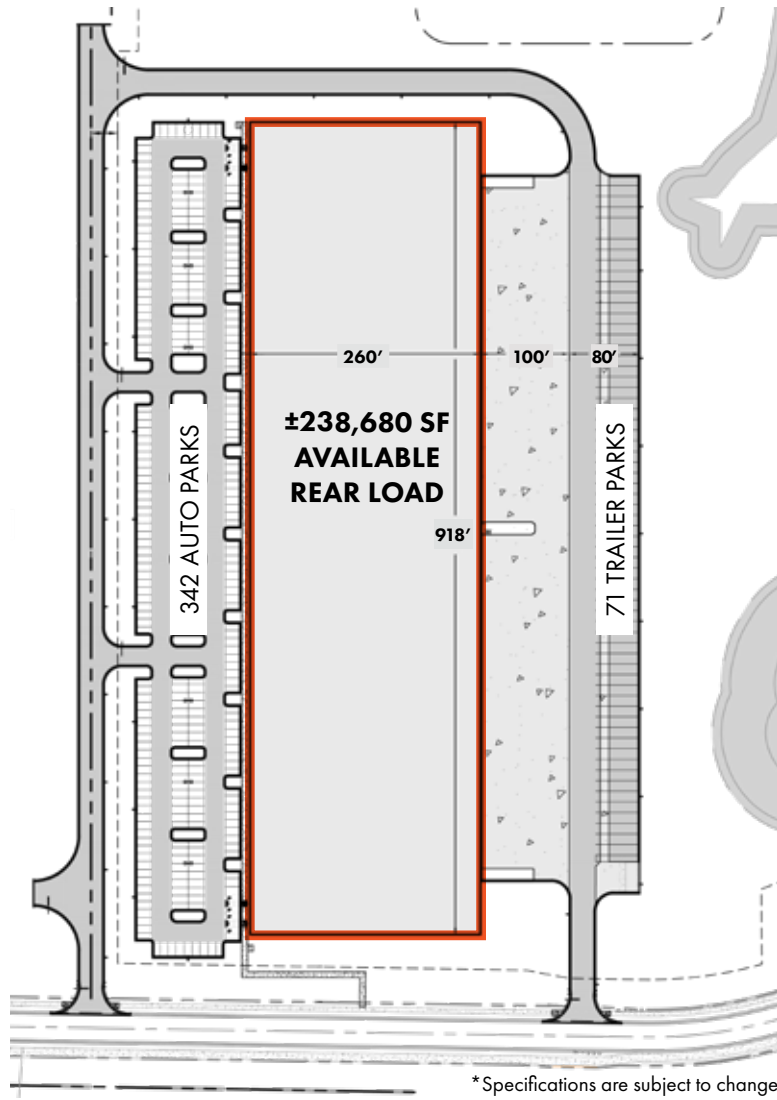 260′
100′
80′
±238,680 SF
AVAILABLE
REAR LOAD
918′
342 AUTO PARKS
71 TRAILER PARKS
*Specifications are subject to change